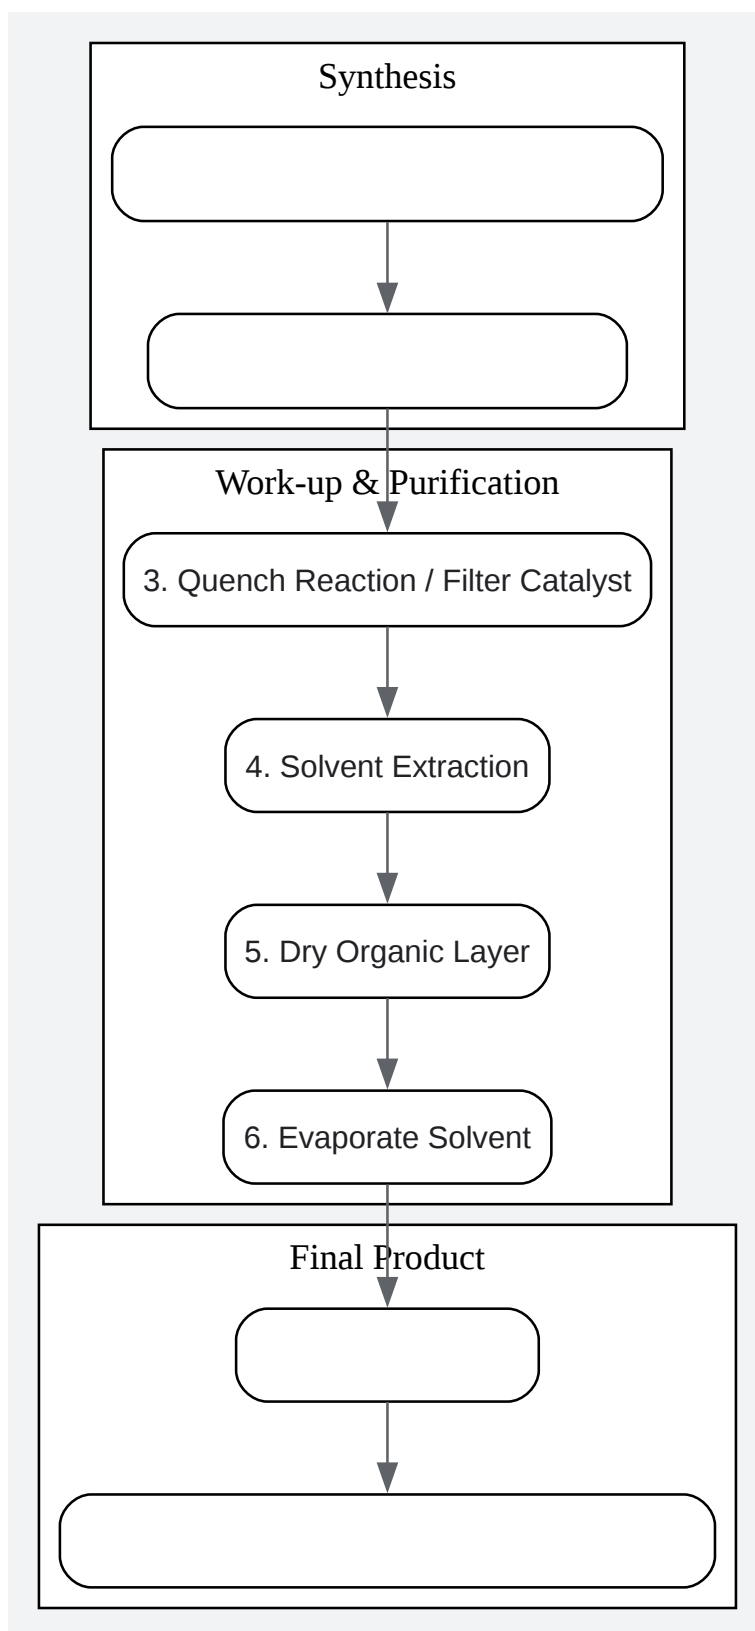 Synthesis
Work-up & Purification
3. Quench Reaction / Filter Catalyst
4. Solvent Extraction
5. Dry Organic Layer
6. Evaporate Solvent
Final Product